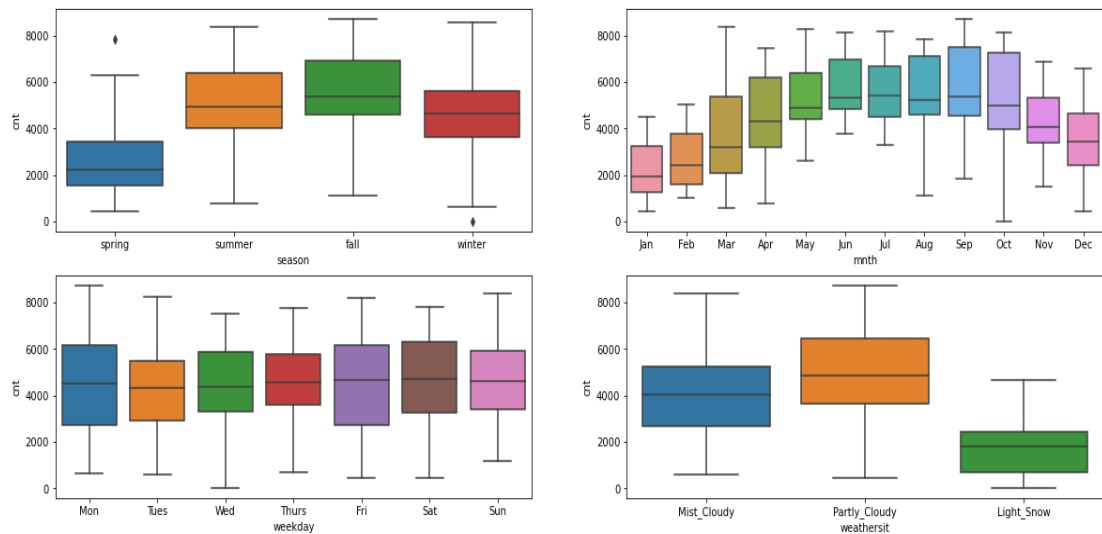 8000
6000
4000
2000
0
cnt
spring summer fall winter
season
8000
6000
4000
2000
0
cnt
Jan Feb Mar Apr May Jun Jul Aug Sep Oct Nov Dec
mnth
8000
6000
4000
2000
0
cnt
Mon Tues Wed Thurs Fri Sat Sun
weekday
8000
6000
4000
2000
0
cnt
Mist_Cloudy Partly_Cloudy Light_Snow
weathersit